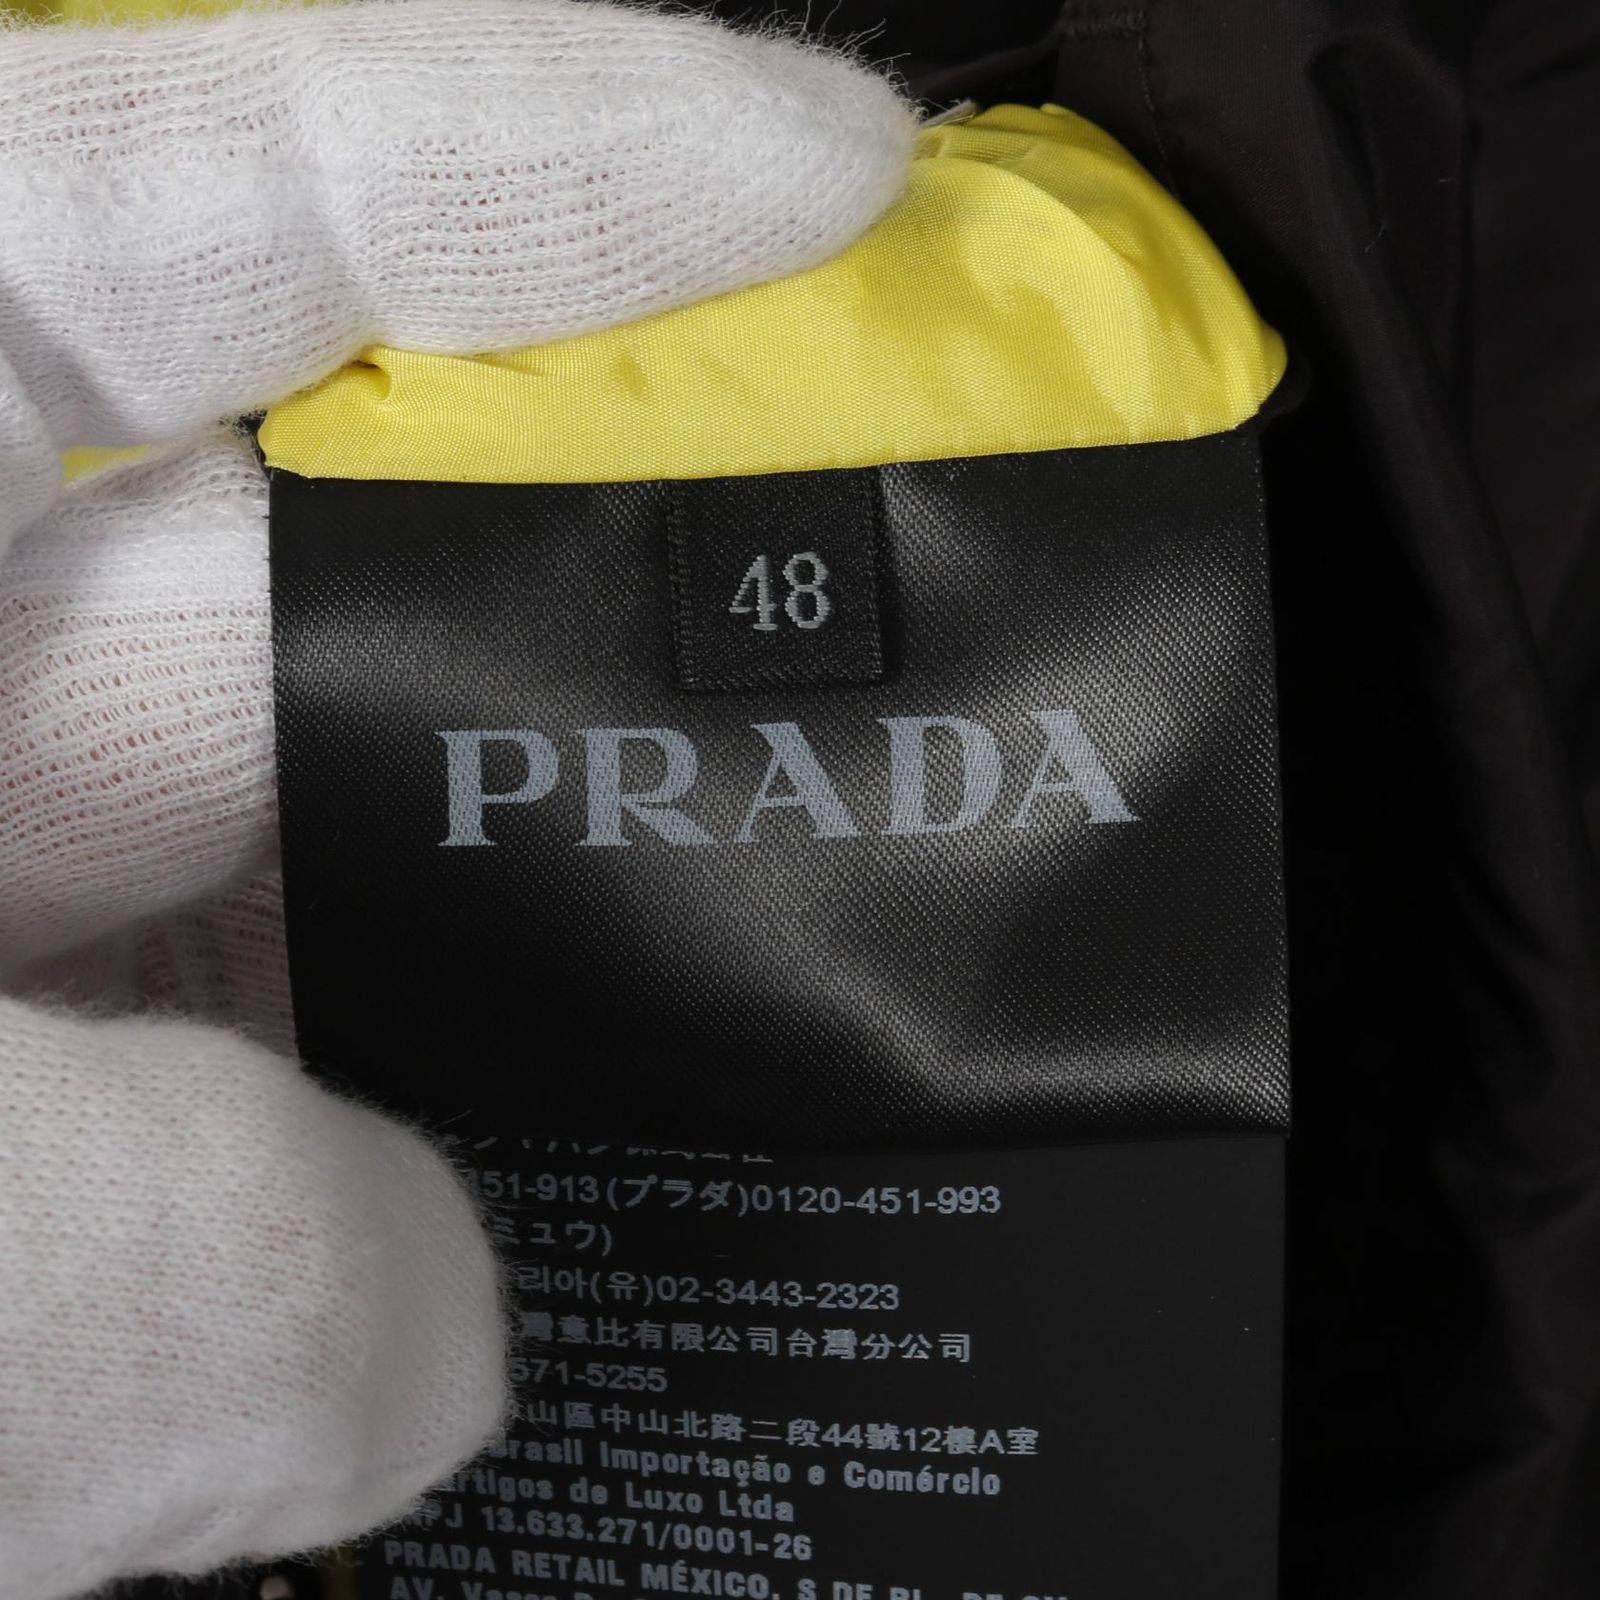 48
PRADA
51-913(プラダ)0120-451-993
ミュウ)
리아(유)02-3443-2323
灣意比有限公司台灣分公司
571-5255
山區中山北路二段44號12樓A室
Brasil Importação e Comércio
Artigos de Luxo Ltda
13.633.271/0001-26
PRADA RETAIL MÉXICO, S DE RL
AV.